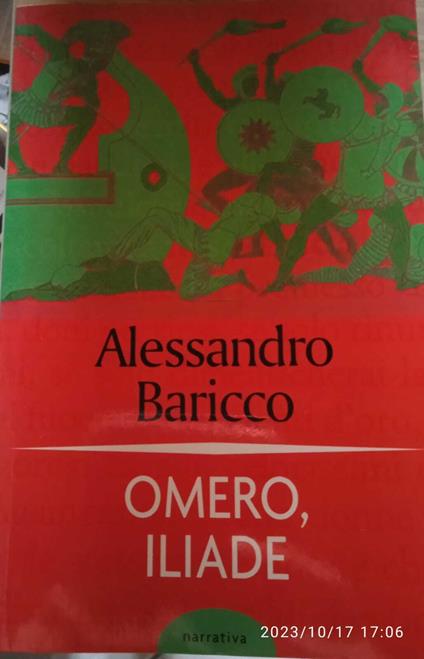 Alessandro
Baricco
OMERO,
ILIADE
narrativa
2023/10/17 17:06